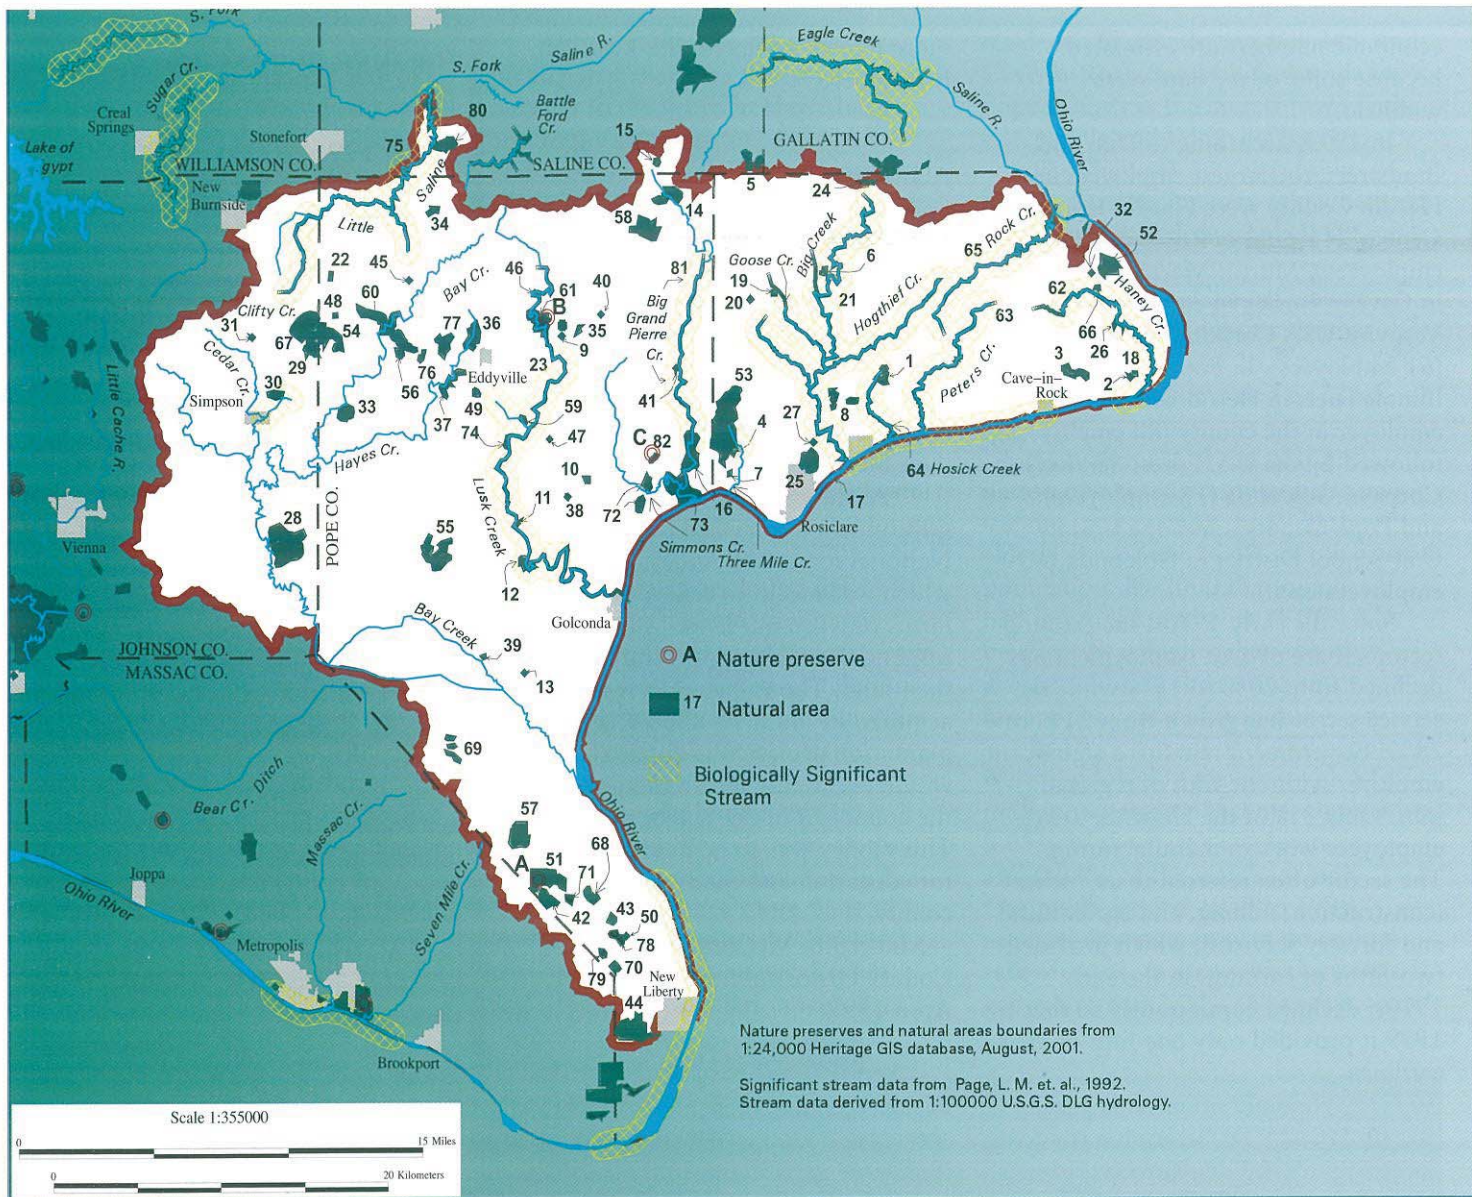 S. Fork
Eagle Creek
Saline R.
S. Fork
Sugar Cr.
Saline R.
Ohio River
Creal
Springs
Stonefort
Battle
Ford
Cr.
80
75
15
GALLATIN CO.
Lake of
gypt
WILLIAMSON CO.
SALINE CO.
Saline
New
Burnside
5
24
14
58
34
Little
32
52
Rock Cr.
65
Big Creek
Goose Cr.
6
22
45
Bay Cr.
46
61
40
81
19
20
21
62
Haney Cr.
48
60
B
Big
Grand
Pierre
Cr.
Hogthief Cr.
63
66
26
Clifty Cr.
31
54
77
36
35
9
67
29
Cedar Cr.
56
76
Eddyville
23
Little Cache R.
1
Peters Cr.
3
18
2
Cave-in-
Rock
30
Simpson
33
37
49
59
41
53
8
74
47
C
82
4
27
Hayes Cr.
10
7
64
Hosick Creek
Lusk Creek
11
38
72
25
17
73
16
Rosiclare
28
Vienna
POPE CO.
55
Simmons Cr.
Three Mile Cr.
12
Golconda
Bay Creek
39
13
JOHNSON CO.
MASSAC CO.
A Nature preserve
17 Natural area
Biologically Significant
Stream
69
Bear Cr. Ditch
Massac Cr.
Ohio River
57
A
51
68
71
42
43
50
78
Joppa
Ohio River
Seven Mile Cr.
Metropolis
79
70
New
Liberty
44
Brookport
Nature preserves and natural areas boundaries from
1:24,000 Heritage GIS database, August, 2001.
Significant stream data from Page, L. M. et. al., 1992.
Stream data derived from 1:100000 U.S.G.S. DLG hydrology.
Scale 1:355000
0 15 Miles
0 20 Kilometers